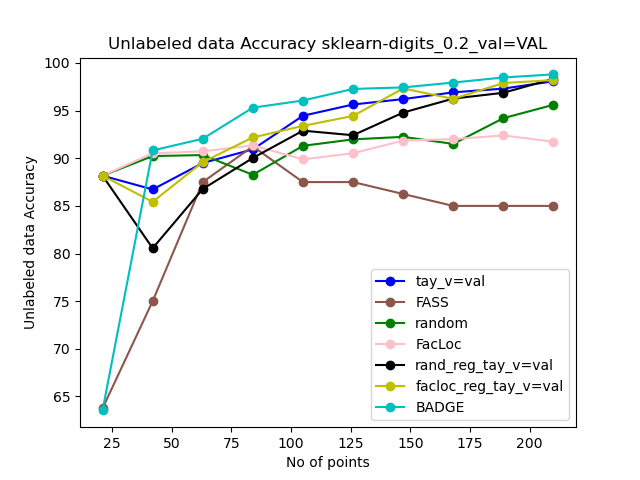 Unlabeled data Accuracy sklearn-digits_0.2_val=VAL
Unlabeled data Accuracy
100
95
90
85
80
75
70
65
tay_v=val
FASS
random
FacLoc
rand_reg_tay_v=val
facloc_reg_tay_v=val
BADGE
25
50
75
100
125
150
175
200
No of points